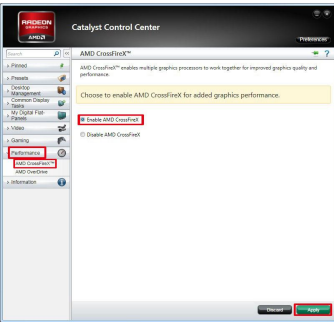 RADEON
GRAPHICS
AMD
Catalyst Control Center
Preferences
Search
AMD CrossFireX™
?
> Pinned
> Presets
> Desktop
Management
> Common Display
Tasks
> My Digital Flat-
Panels
> Video
> Gaming
Performance
AMD CrossFireX™
AMD OverDrive
> Information
AMD CrossFireX™ enables multiple graphics processors to work together for improved graphics quality and
performance.
Choose to enable AMD CrossFireX for added graphics performance.
Enable AMD CrossFireX
Disable AMD CrossFireX
Discard
Apply